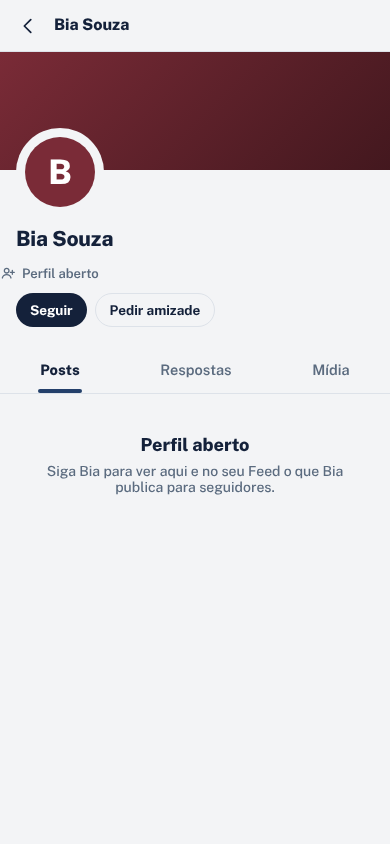 Bia Souza
B
Bia Souza
Perfil aberto
Seguir
Pedir amizade
Posts
Respostas
Mídia
Perfil aberto
Siga Bia para ver aqui e no seu Feed o que Bia
publica para seguidores.